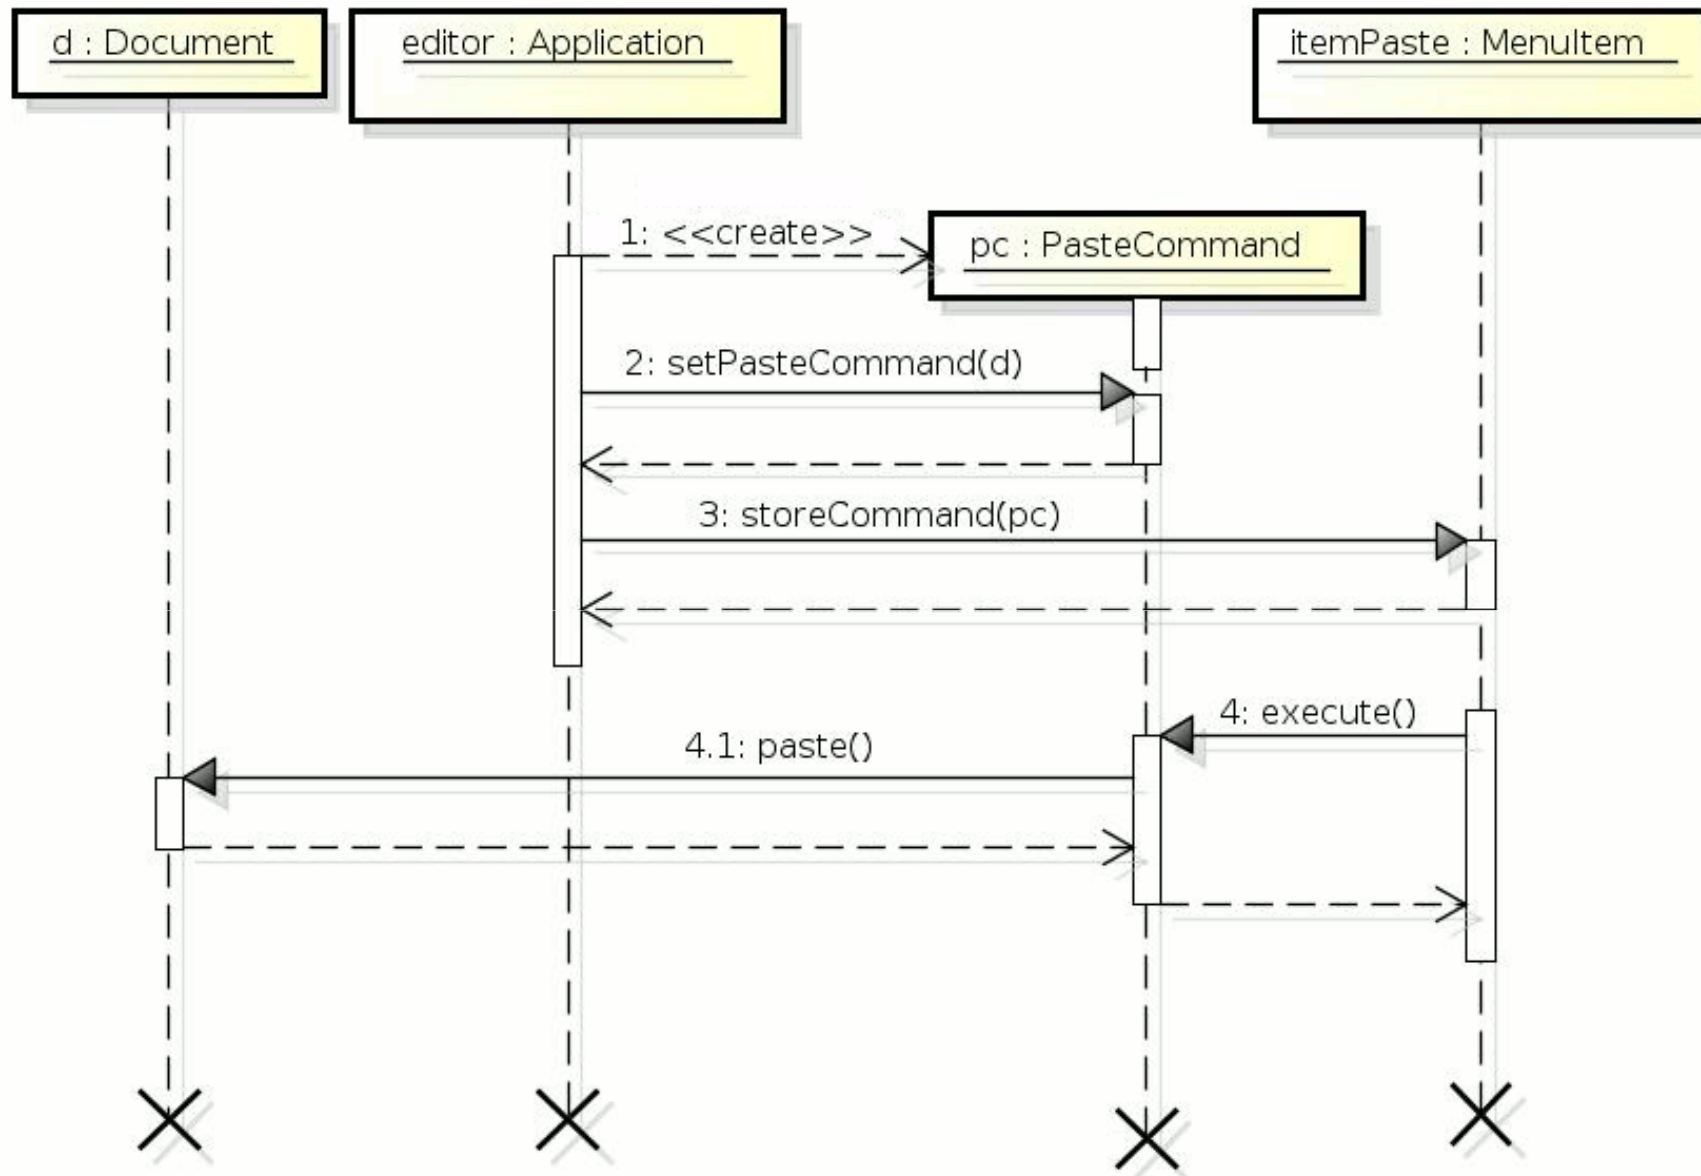 d : Document
editor : Application
itemPaste : MenuItem
1: <<create>>
pc : PasteCommand
2: setPasteCommand(d)
3: storeCommand(pc)
4: execute()
4.1: paste()